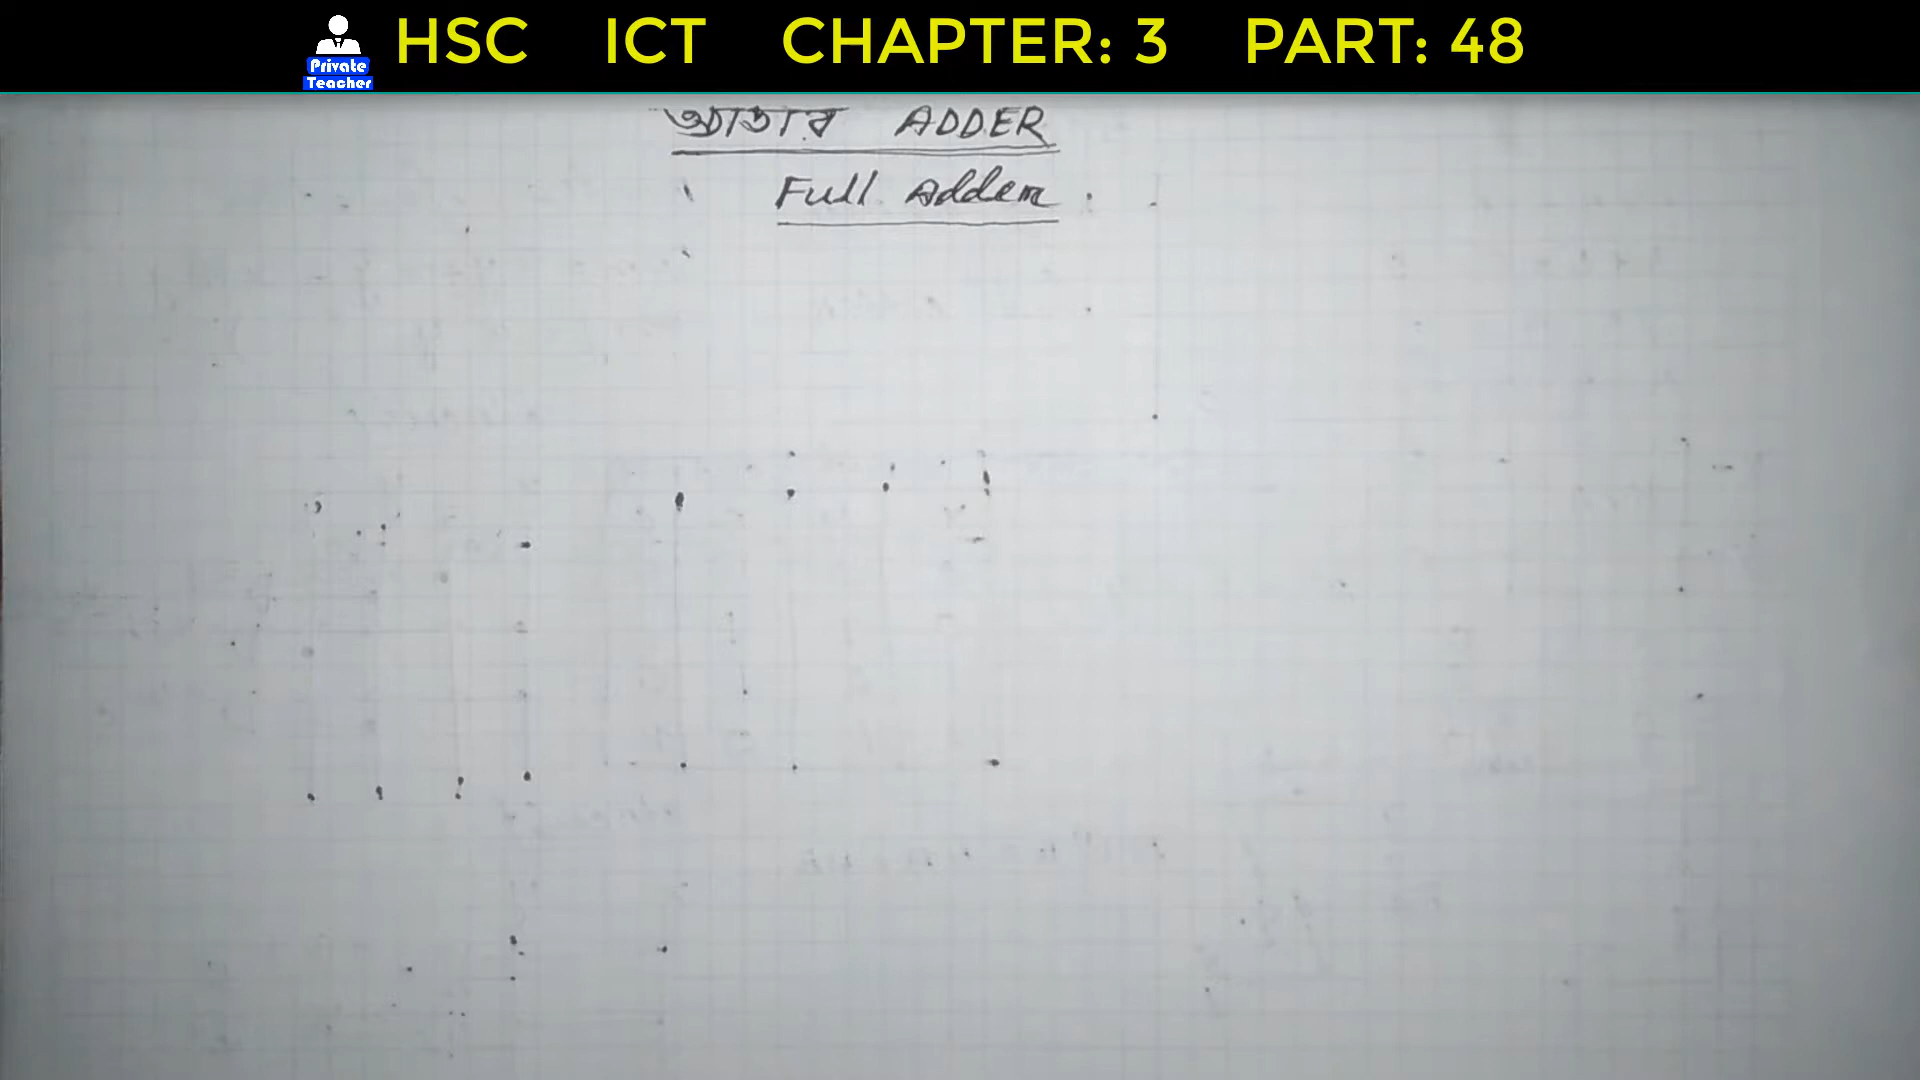 HSC ICT CHAPTER: 3 PART: 48
Private
Teacher
অ্যাডার ADDER
Full Adder